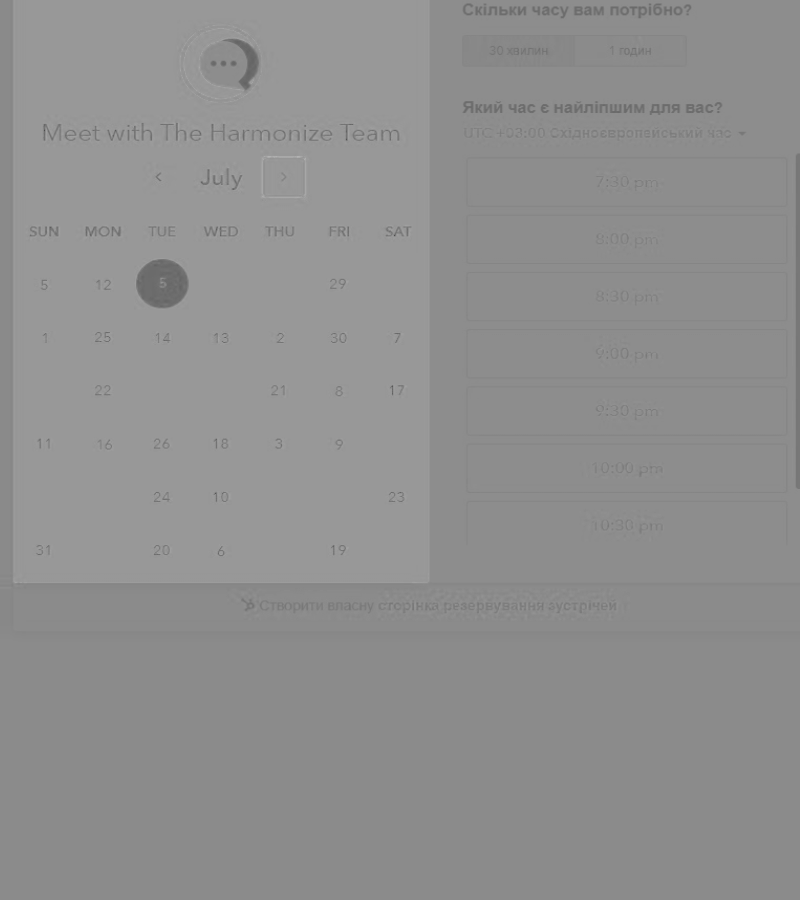 Meet with The Harmonize Team
July
SUN MON TUE WED THU FRI SAT
5 12 5 29
1 25 14 13 2 30 7
22 21 8 17
11 16 26 18 3 9
24 10 23
31 20 6 19
Скільки часу вам потрібно?
30 хвилин 1 годин
Який час є найліпшим для вас?
UTC +03:00 Східноєвропейський час
7:30 pm
8:00 pm
8:30 pm
9:00 pm
9:30 pm
10:00 pm
10:30 pm
Створити власну сторінка резервування зустрічей